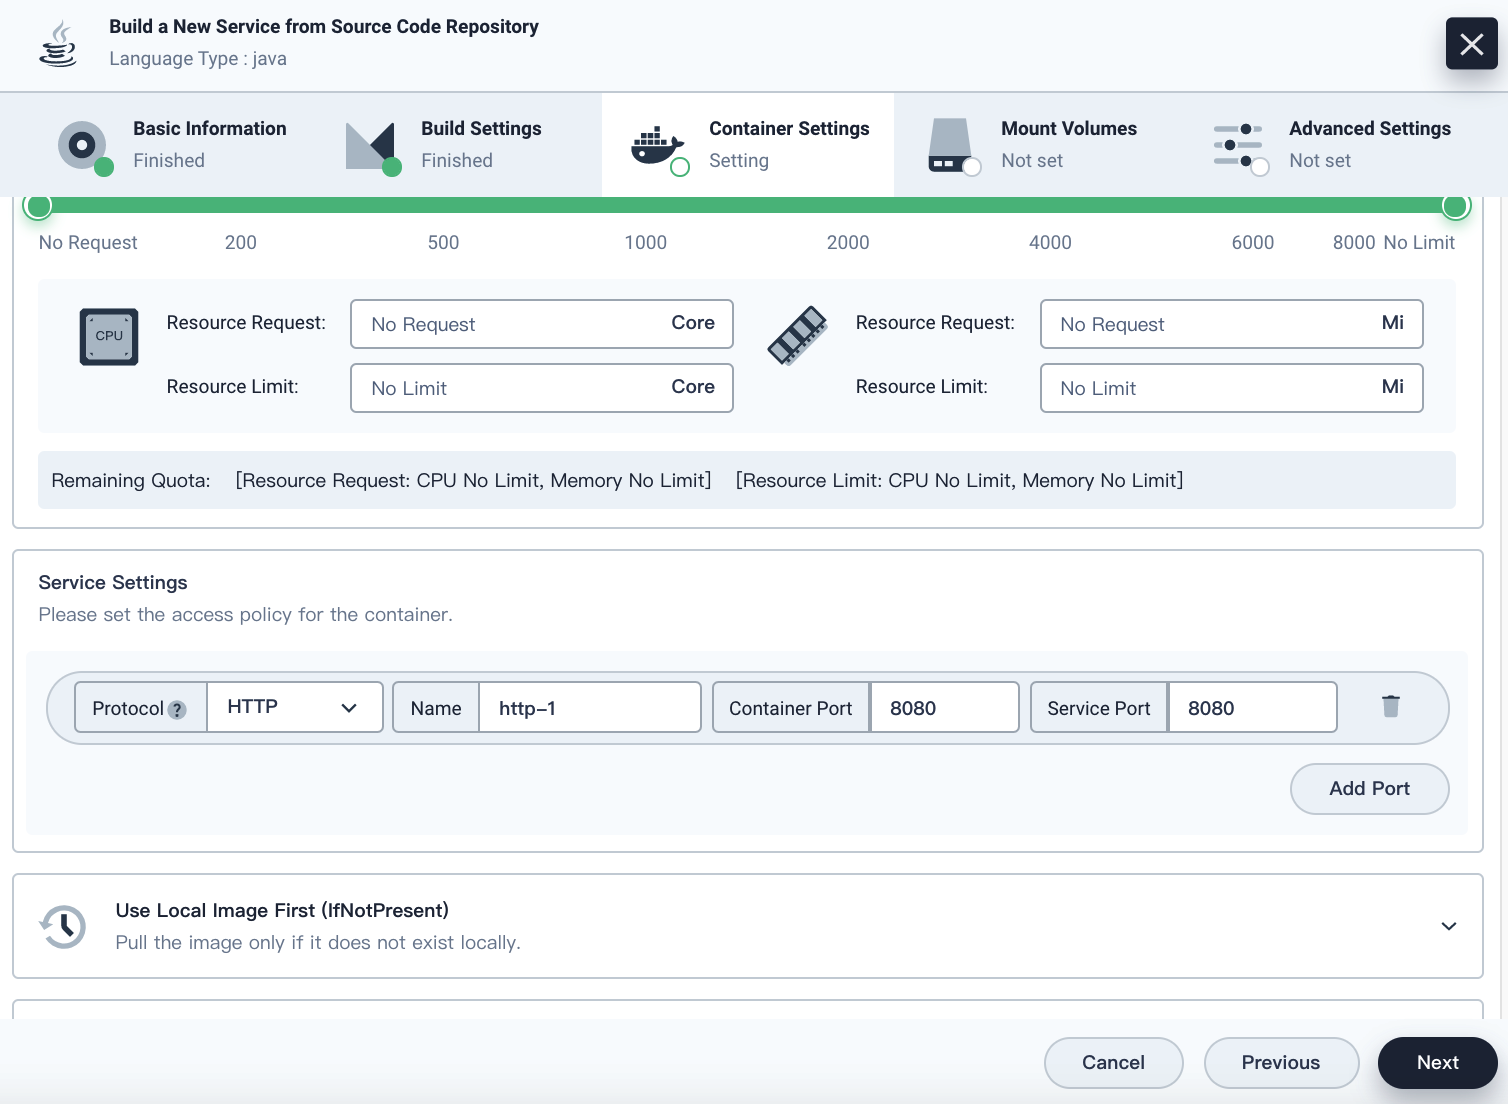 Build a New Service from Source Code Repository
Language Type : java
Basic Information
Finished
Build Settings
Finished
Container Settings
Setting
Mount Volumes
Not set
Advanced Settings
Not set
No Request 200 500 1000 2000 4000 6000 8000 No Limit
CPU
Resource Request: No Request Core
Resource Limit: No Limit Core
Resource Request: No Request Mi
Resource Limit: No Limit Mi
Remaining Quota: [Resource Request: CPU No Limit, Memory No Limit] [Resource Limit: CPU No Limit, Memory No Limit]
Service Settings
Please set the access policy for the container.
Protocol ? HTTP Name http-1 Container Port 8080 Service Port 8080
Add Port
Use Local Image First (IfNotPresent)
Pull the image only if it does not exist locally.
Cancel Previous Next